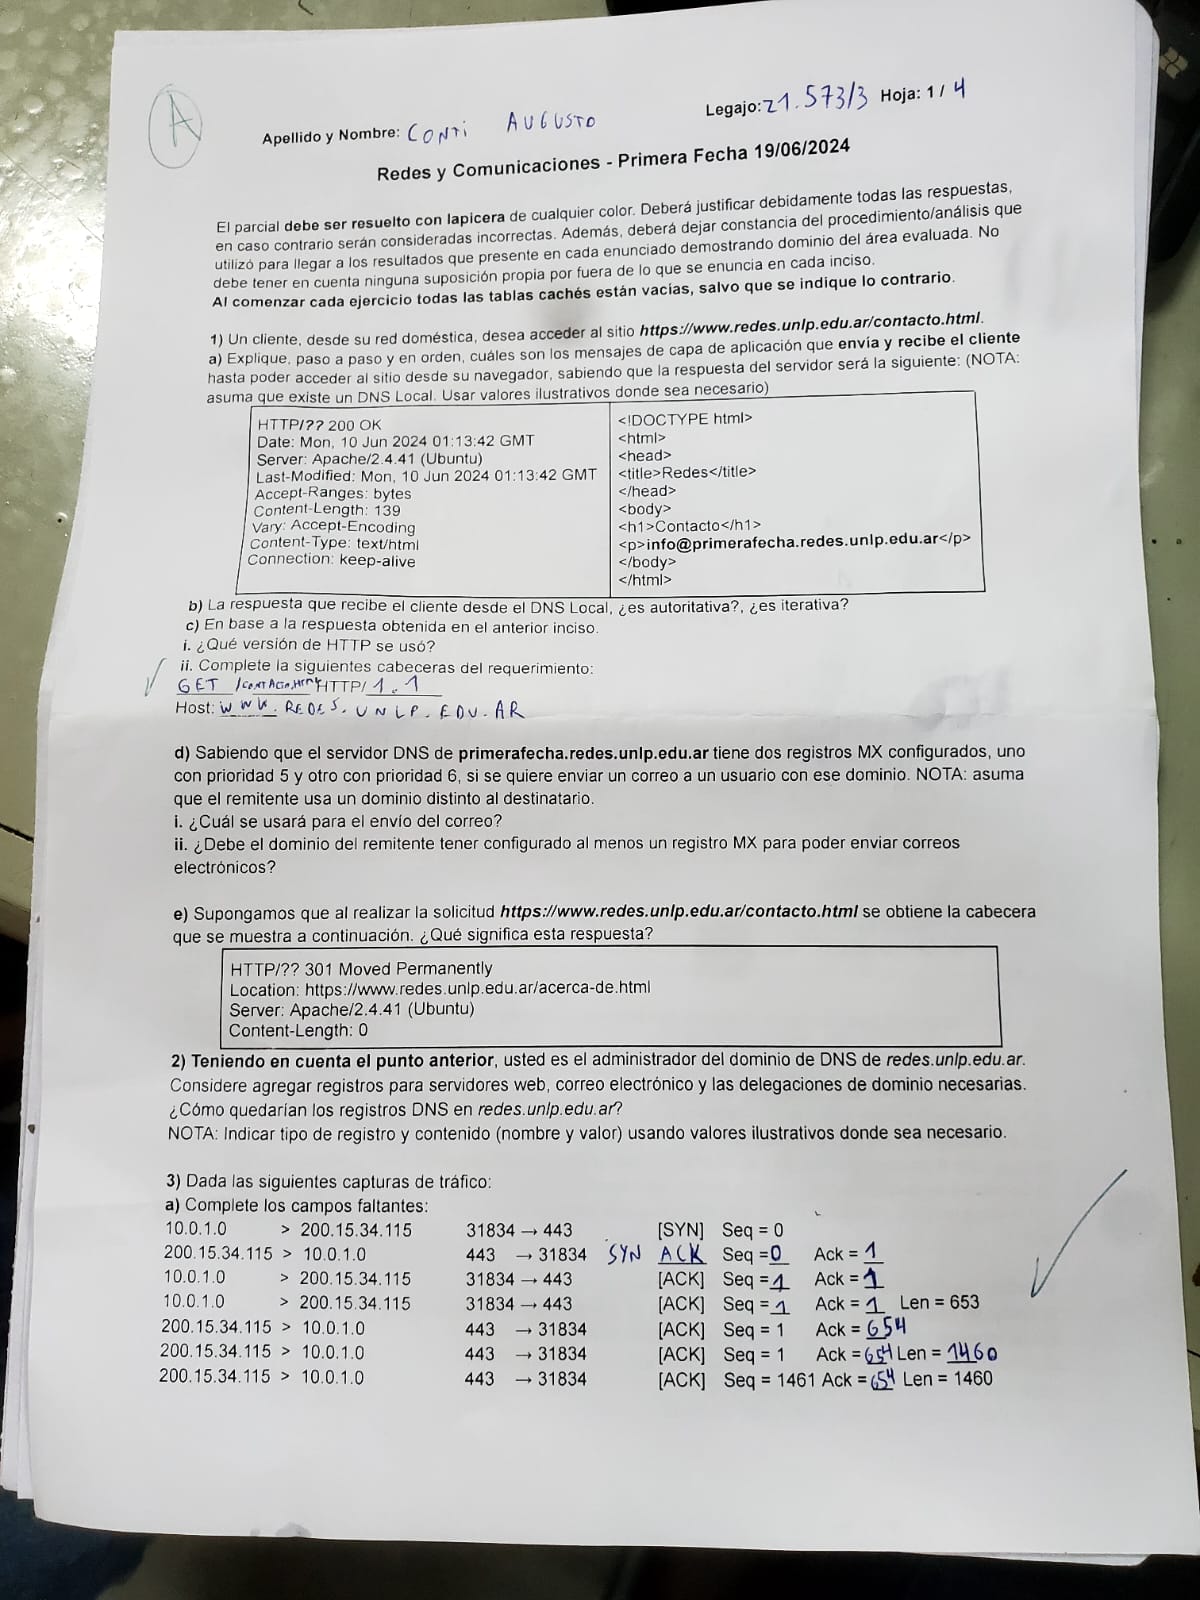 A
Legajo: 21.573/3 Hoja: 1 / 4
Apellido y Nombre: CONTI AUGUSTO
Redes y Comunicaciones - Primera Fecha 19/06/2024
El parcial debe ser resuelto con lapicera de cualquier color. Deberá justificar debidamente todas las respuestas,
en caso contrario serán consideradas incorrectas. Además, deberá dejar constancia del procedimiento/análisis que
utilizó para llegar a los resultados que presente en cada enunciado demostrando dominio del área evaluada. No
debe tener en cuenta ninguna suposición propia por fuera de lo que se enuncia en cada inciso.
Al comenzar cada ejercicio todas las tablas cachés están vacías, salvo que se indique lo contrario.
1) Un cliente, desde su red doméstica, desea acceder al sitio https://www.redes.unlp.edu.ar/contacto.html.
a) Explique, paso a paso y en orden, cuáles son los mensajes de capa de aplicación que envía y recibe el cliente
hasta poder acceder al sitio desde su navegador, sabiendo que la respuesta del servidor será la siguiente: (NOTA:
asuma que existe un DNS Local. Usar valores ilustrativos donde sea necesario)
HTTP/?? 200 OK
Date: Mon, 10 Jun 2024 01:13:42 GMT
Server: Apache/2.4.41 (Ubuntu)
Last-Modified: Mon, 10 Jun 2024 01:13:42 GMT
Accept-Ranges: bytes
Content-Length: 139
Vary: Accept-Encoding
Content-Type: text/html
Connection: keep-alive
<!DOCTYPE html>
<html>
<head>
<title>Redes</title>
</head>
<body>
<h1>Contacto</h1>
<p>info@primerafecha.redes.unlp.edu.ar</p>
</body>
</html>
b) La respuesta que recibe el cliente desde el DNS Local, ¿es autoritativa?, ¿es iterativa?
c) En base a la respuesta obtenida en el anterior inciso.
i. ¿Qué versión de HTTP se usó?
ii. Complete la siguientes cabeceras del requerimiento:
GET /CONTACTO.HTML HTTP/ 1.1
Host: WWW.REDES.UNLP.EDU.AR
d) Sabiendo que el servidor DNS de primerafecha.redes.unlp.edu.ar tiene dos registros MX configurados, uno
con prioridad 5 y otro con prioridad 6, si se quiere enviar un correo a un usuario con ese dominio. NOTA: asuma
que el remitente usa un dominio distinto al destinatario.
i. ¿Cuál se usará para el envío del correo?
ii. ¿Debe el dominio del remitente tener configurado al menos un registro MX para poder enviar correos
electrónicos?
e) Supongamos que al realizar la solicitud https://www.redes.unlp.edu.ar/contacto.html se obtiene la cabecera
que se muestra a continuación. ¿Qué significa esta respuesta?
HTTP/?? 301 Moved Permanently
Location: https://www.redes.unlp.edu.ar/acerca-de.html
Server: Apache/2.4.41 (Ubuntu)
Content-Length: 0
2) Teniendo en cuenta el punto anterior, usted es el administrador del dominio de DNS de redes.unlp.edu.ar.
Considere agregar registros para servidores web, correo electrónico y las delegaciones de dominio necesarias.
¿Cómo quedarían los registros DNS en redes.unlp.edu.ar?
NOTA: Indicar tipo de registro y contenido (nombre y valor) usando valores ilustrativos donde sea necesario.
3) Dada las siguientes capturas de tráfico:
a) Complete los campos faltantes:
10.0.1.0 > 200.15.34.115 31834 → 443 [SYN] Seq = 0
200.15.34.115 > 10.0.1.0 443 → 31834 SYN ACK Seq = 0 Ack = 1
10.0.1.0 > 200.15.34.115 31834 → 443 [ACK] Seq = 1 Ack = 1
10.0.1.0 > 200.15.34.115 31834 → 443 [ACK] Seq = 1 Ack = 1 Len = 653
200.15.34.115 > 10.0.1.0 443 → 31834 [ACK] Seq = 1 Ack = 654
200.15.34.115 > 10.0.1.0 443 → 31834 [ACK] Seq = 1 Ack = 654 Len = 1460
200.15.34.115 > 10.0.1.0 443 → 31834 [ACK] Seq = 1461 Ack = 654 Len = 1460